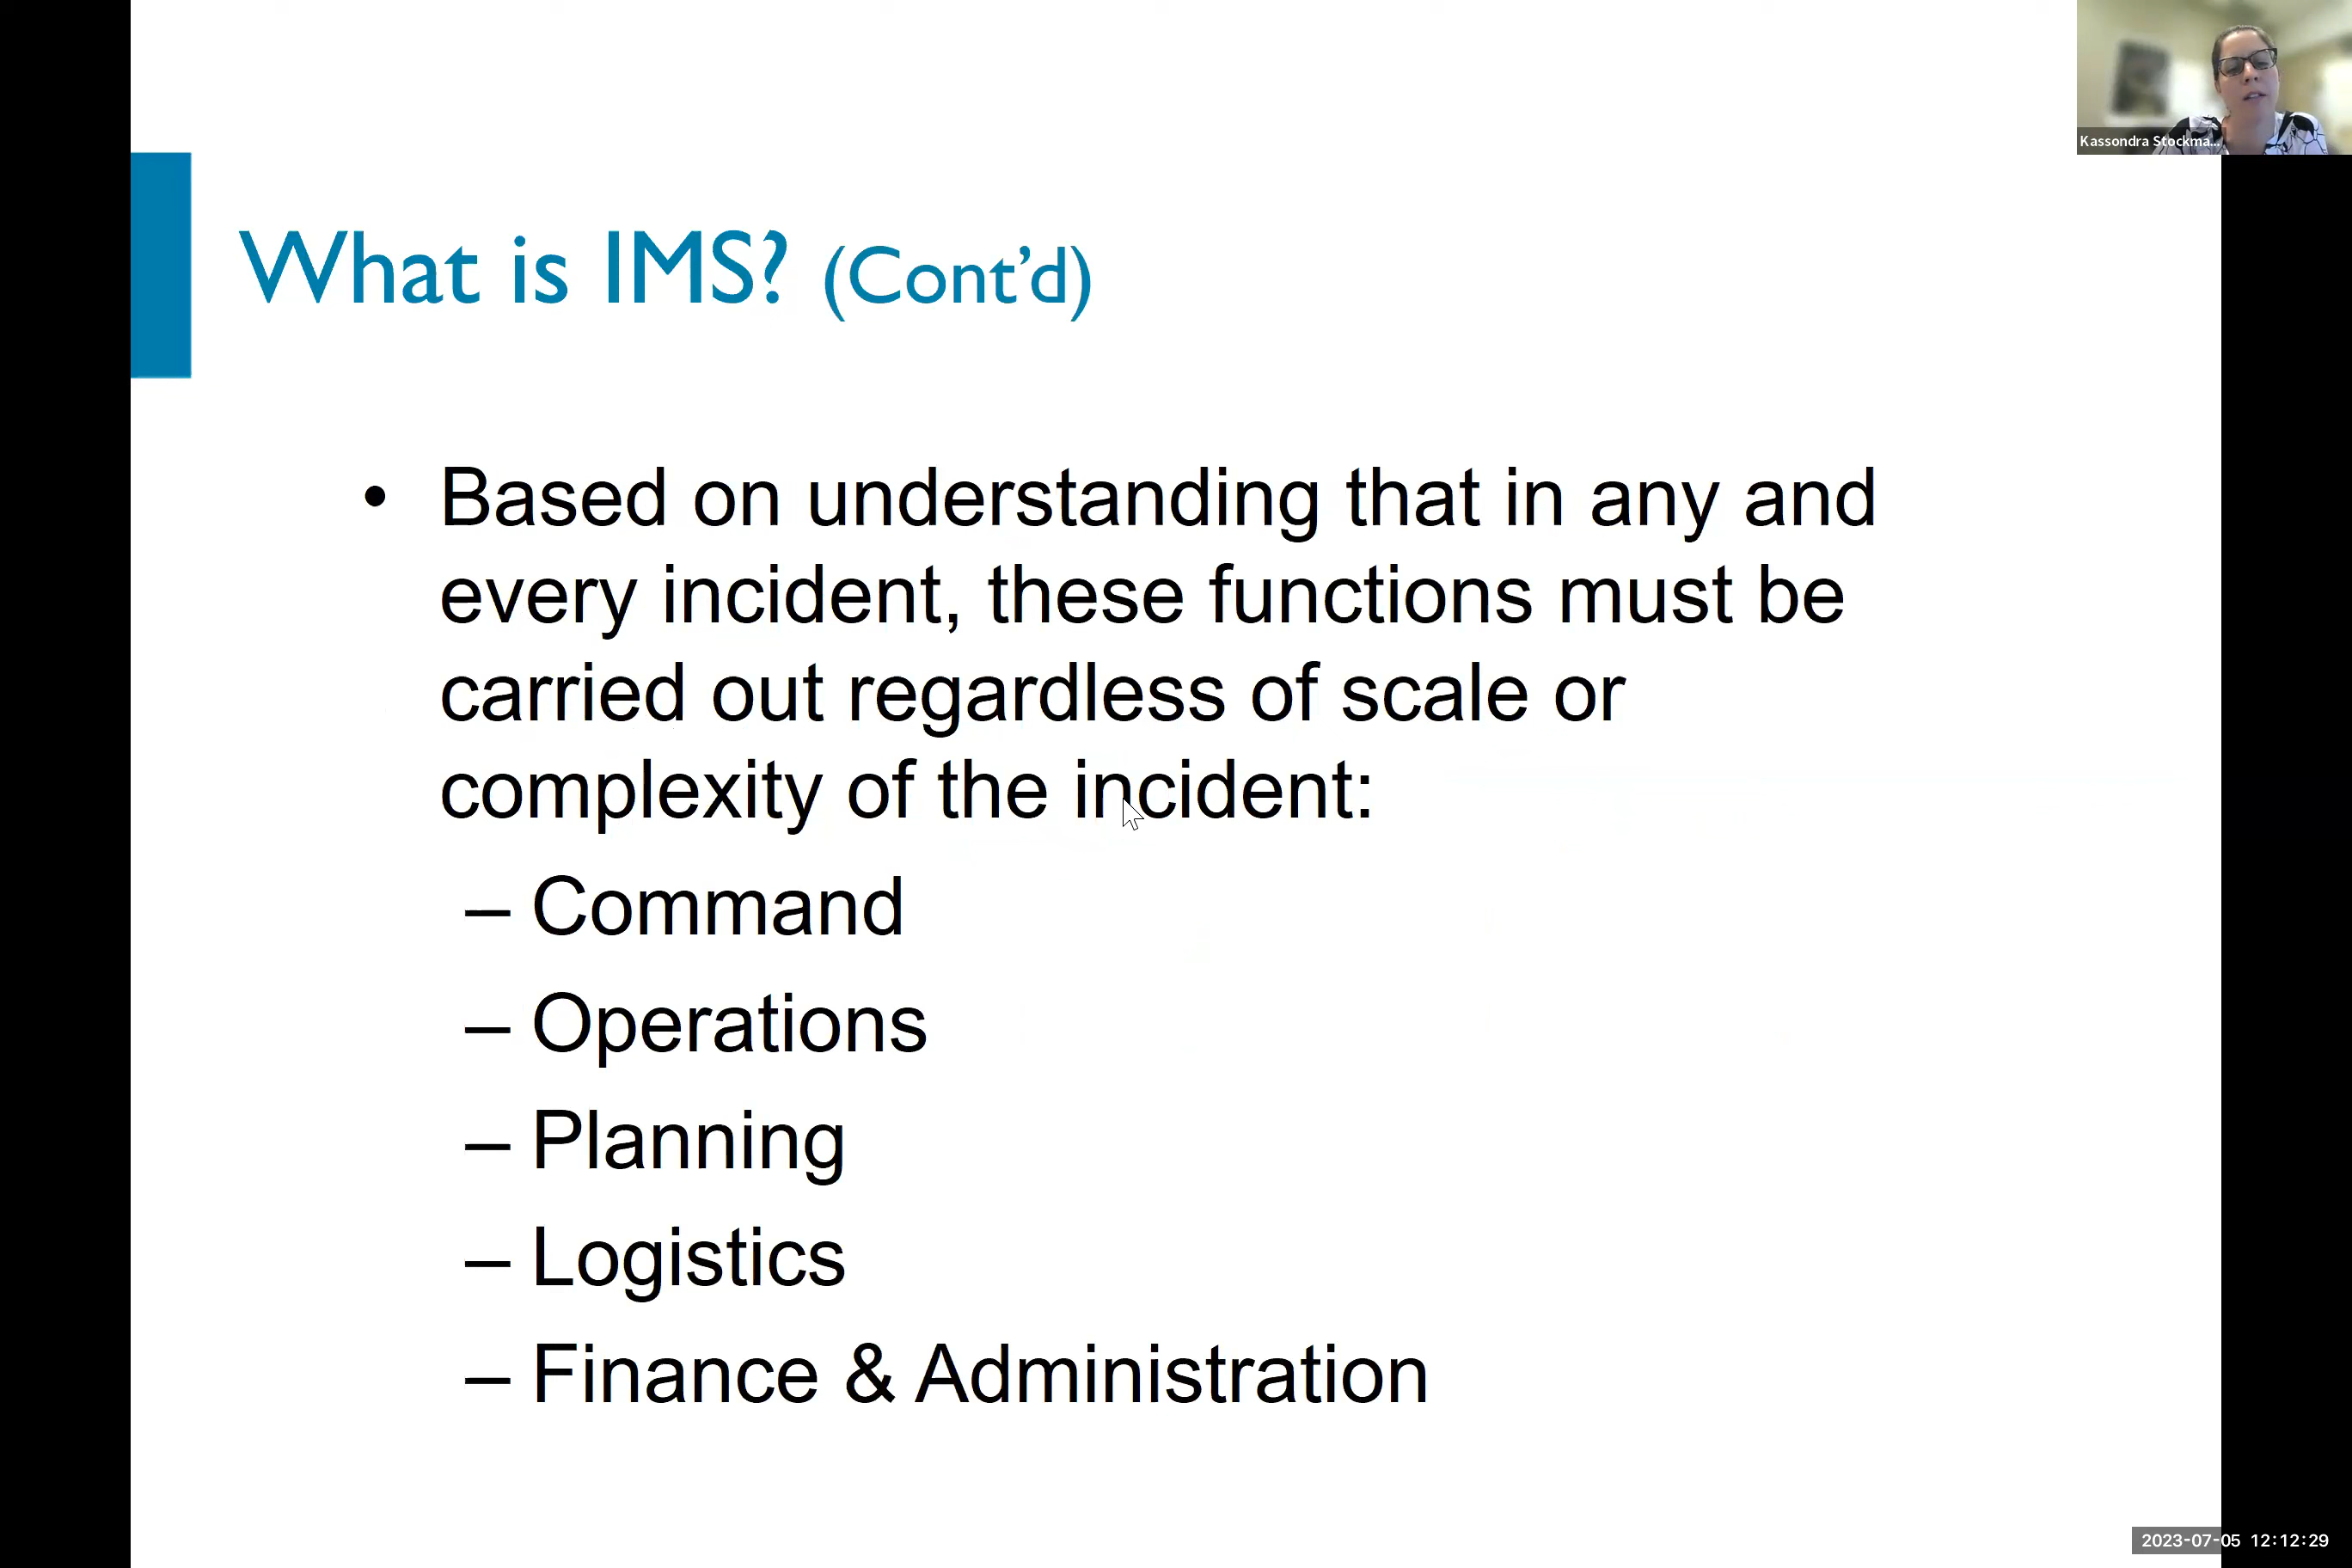 Kassondra Stockma...
What is IMS? (Cont’d)
• Based on understanding that in any and
every incident, these functions must be
carried out regardless of scale or
complexity of the incident:
– Command
– Operations
– Planning
– Logistics
– Finance & Administration
2023-07-05 12:12:29